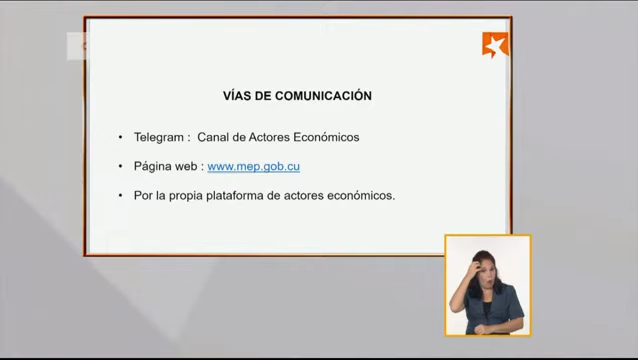 VÍAS DE COMUNICACIÓN
• Telegram : Canal de Actores Económicos
• Página web : www.mep.gob.cu
• Por la propia plataforma de actores económicos.